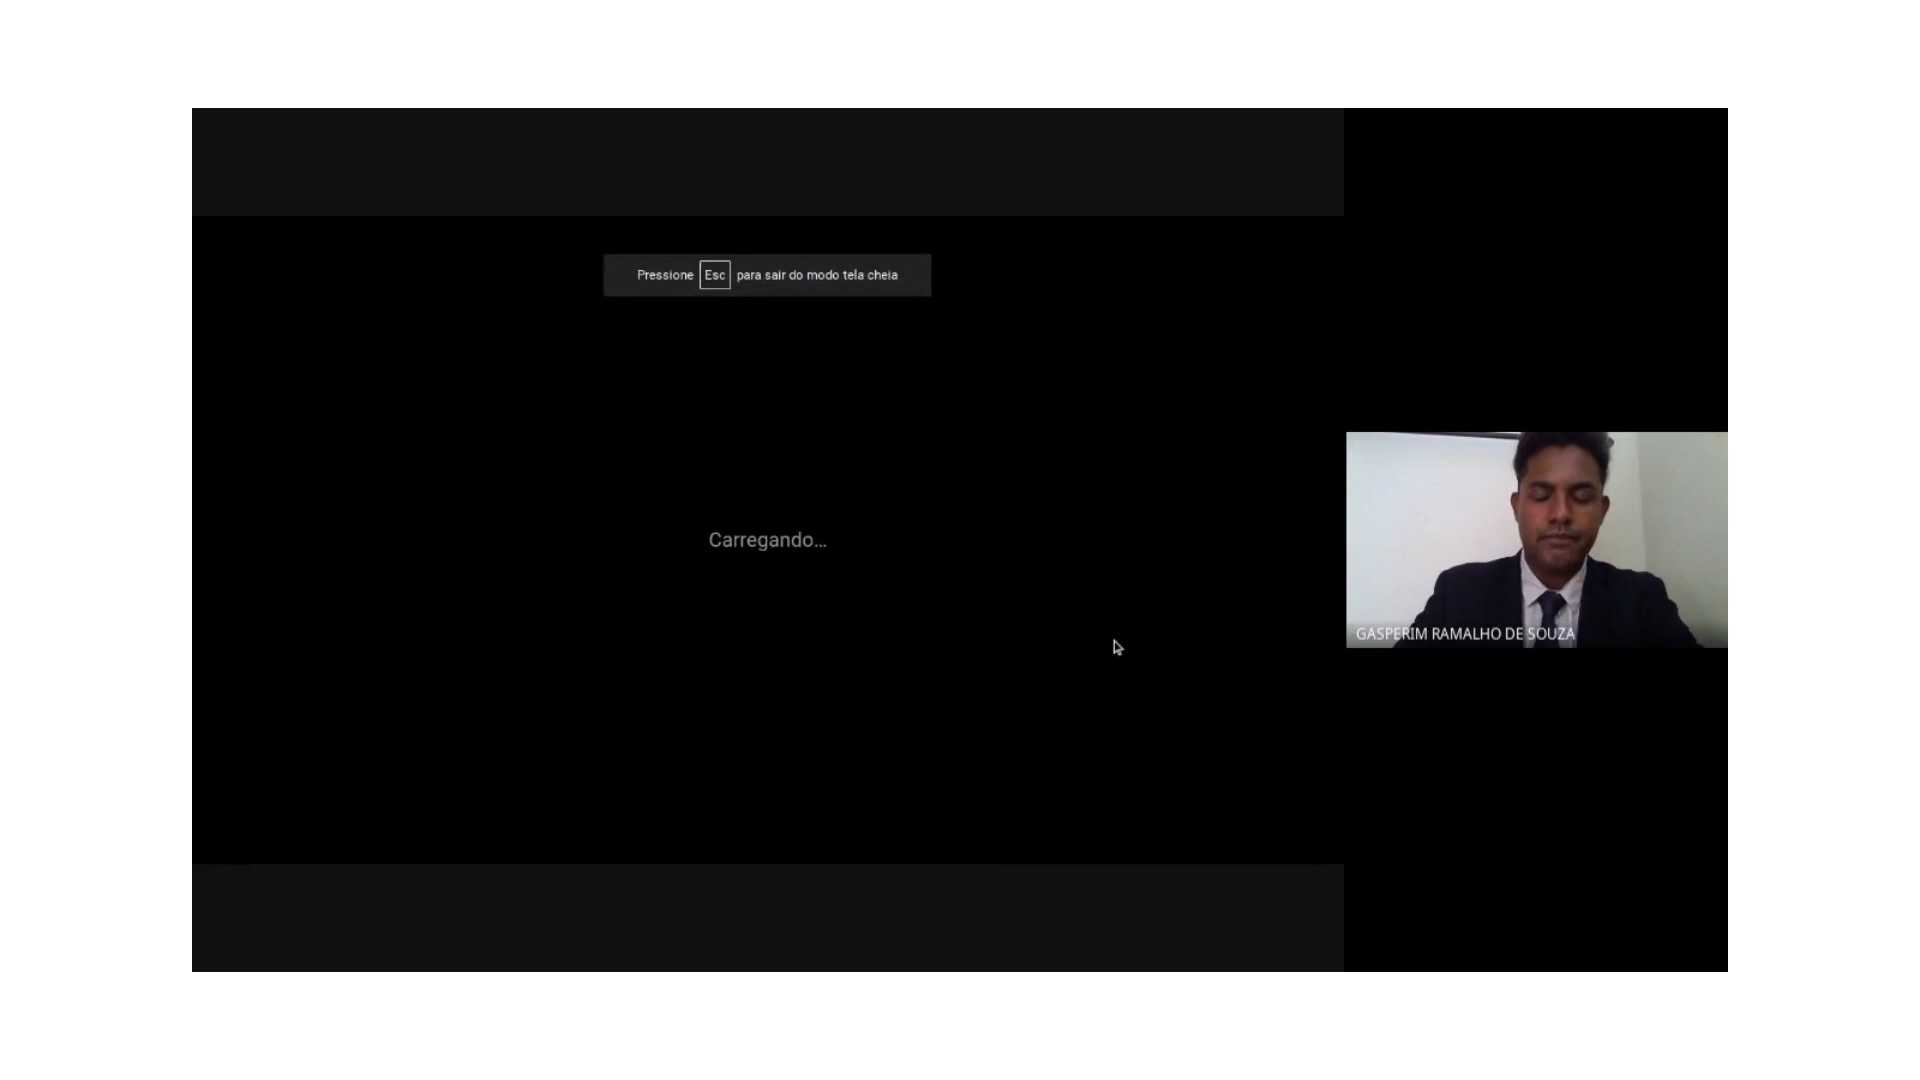 Pressione Esc para sair do modo tela cheia
Carregando...
GASPERIM RAMALHO DE SOUZA